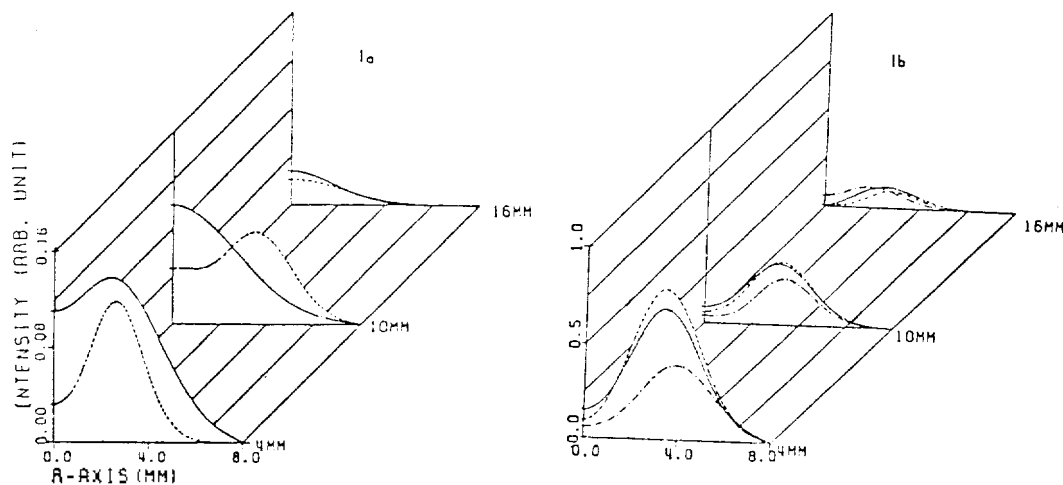 1a
INTENSITY (ARB. UNIT)
0.16
0.08
0.00
0.0 4.0 8.0
R-AXIS (MM)
4MM
10MM
16MM
1b
1.0
0.5
0.0
0.0 4.0 8.0
4MM
10MM
16MM